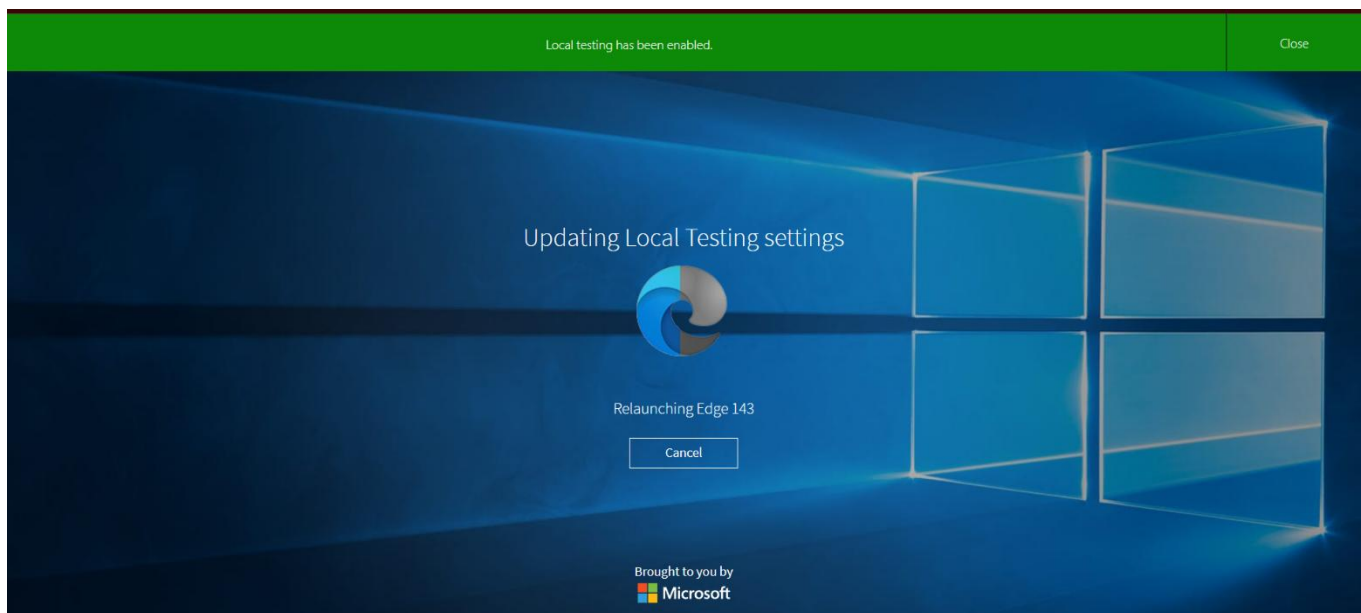 Local testing has been enabled.
Close
Updating Local Testing settings
Relaunching Edge 143
Cancel
Brought to you by
Microsoft